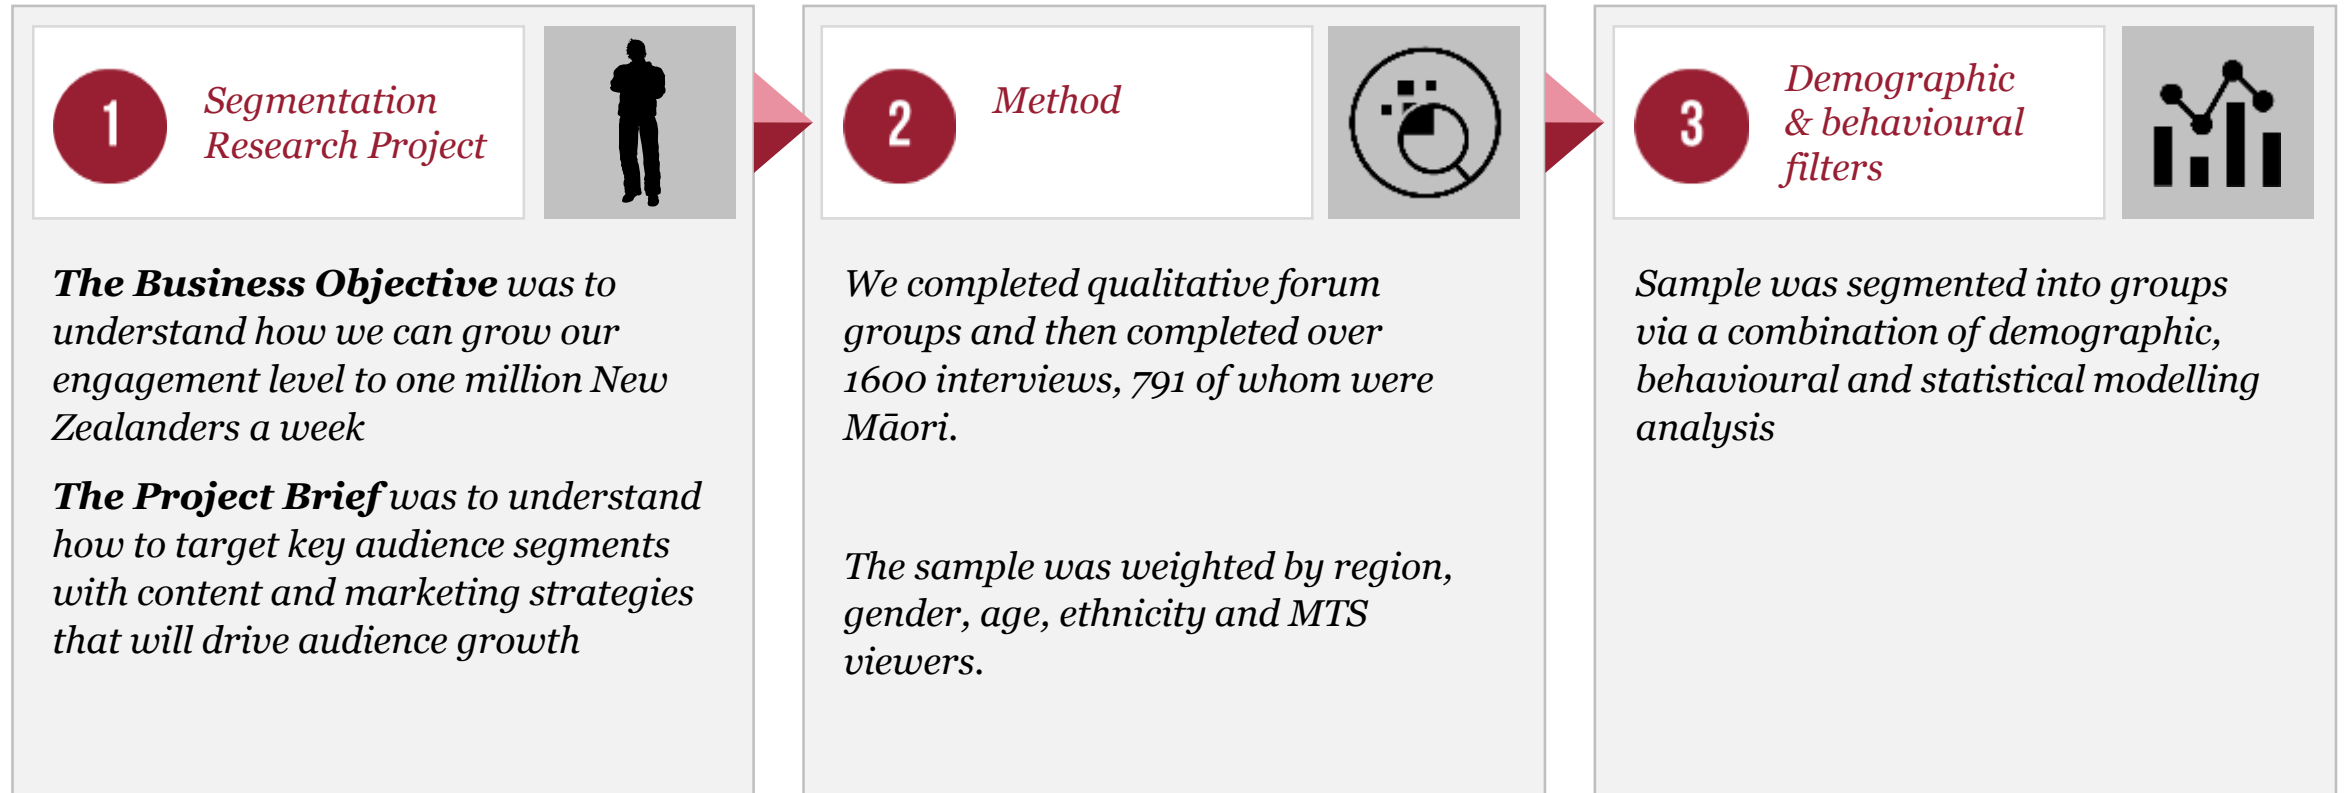 1
Segmentation
Research Project
The Business Objective was to
understand how we can grow our
engagement level to one million New
Zealanders a week
The Project Brief was to understand
how to target key audience segments
with content and marketing strategies
that will drive audience growth
2
Method
We completed qualitative forum
groups and then completed over
1600 interviews, 791 of whom were
Māori.
The sample was weighted by region,
gender, age, ethnicity and MTS
viewers.
3
Demographic
& behavioural
filters
Sample was segmented into groups
via a combination of demographic,
behavioural and statistical modelling
analysis